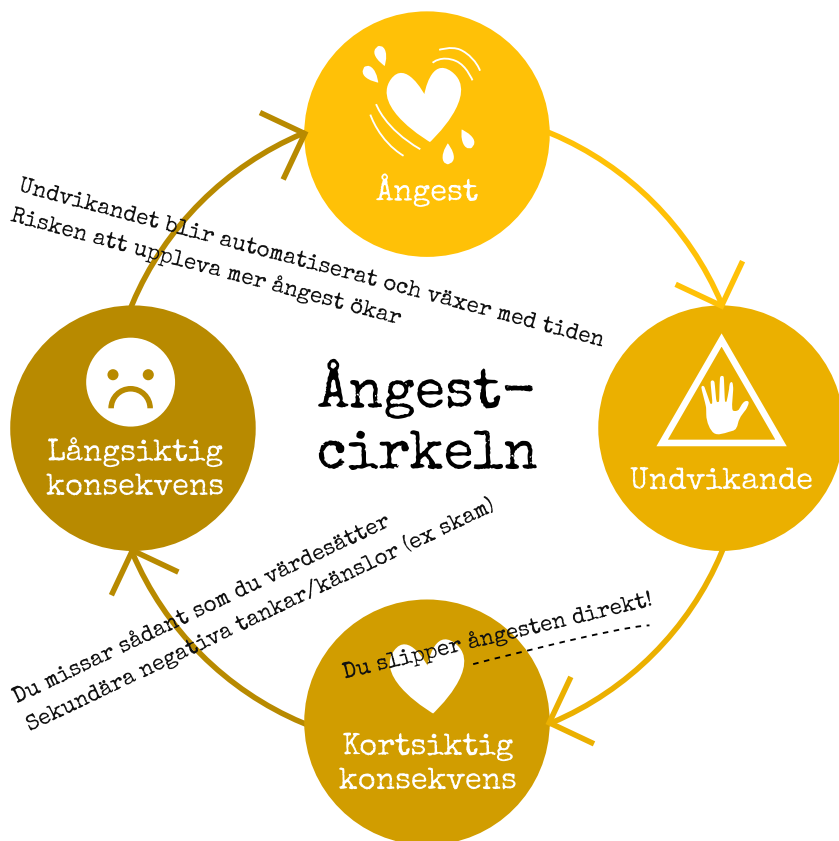 Ångest
Undvikandet blir automatiserat och växer med tiden
Risken att uppleva mer ångest ökar
Ångest-
cirkeln
Långsiktig
konsekvens
Undvikande
Du missar sådant som du värdesätter
Sekundära negativa tankar/känslor (ex skam)
Du slipper ångesten direkt!
Kortsiktig
konsekvens